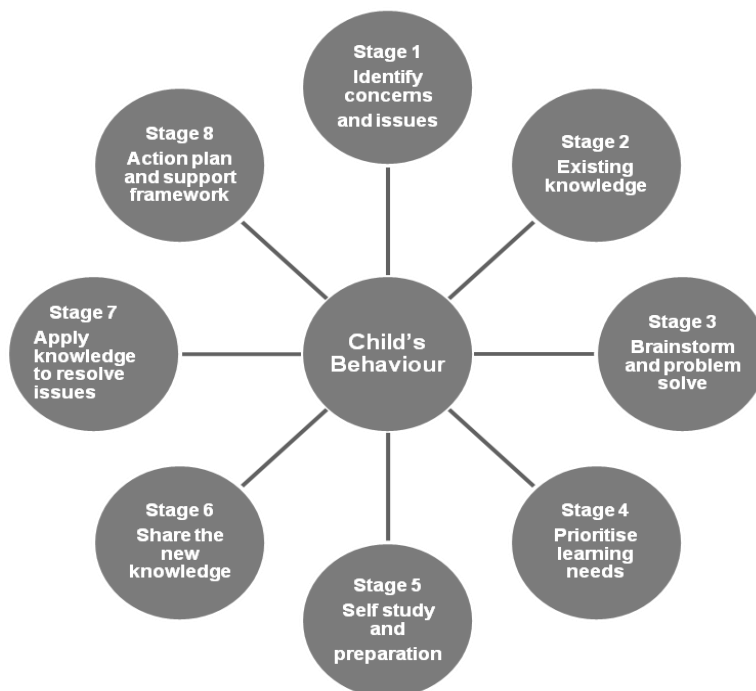 Stage 1
Identify
concerns
and issues
Stage 2
Existing
knowledge
Stage 3
Brainstorm
and problem
solve
Stage 4
Prioritise
learning
needs
Stage 5
Self study
and
preparation
Stage 6
Share the
new
knowledge
Stage 7
Apply
knowledge
to resolve
issues
Stage 8
Action plan
and support
framework
Child’s
Behaviour